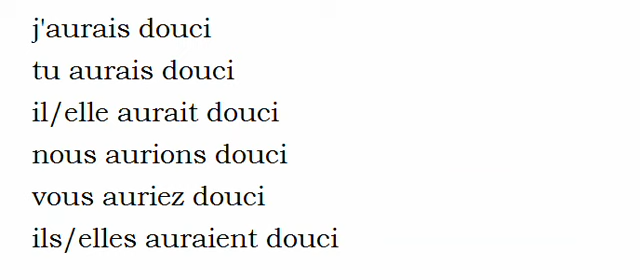 j'aurais douci
tu aurais douci
il/elle aurait douci
nous aurions douci
vous auriez douci
ils/elles auraient douci